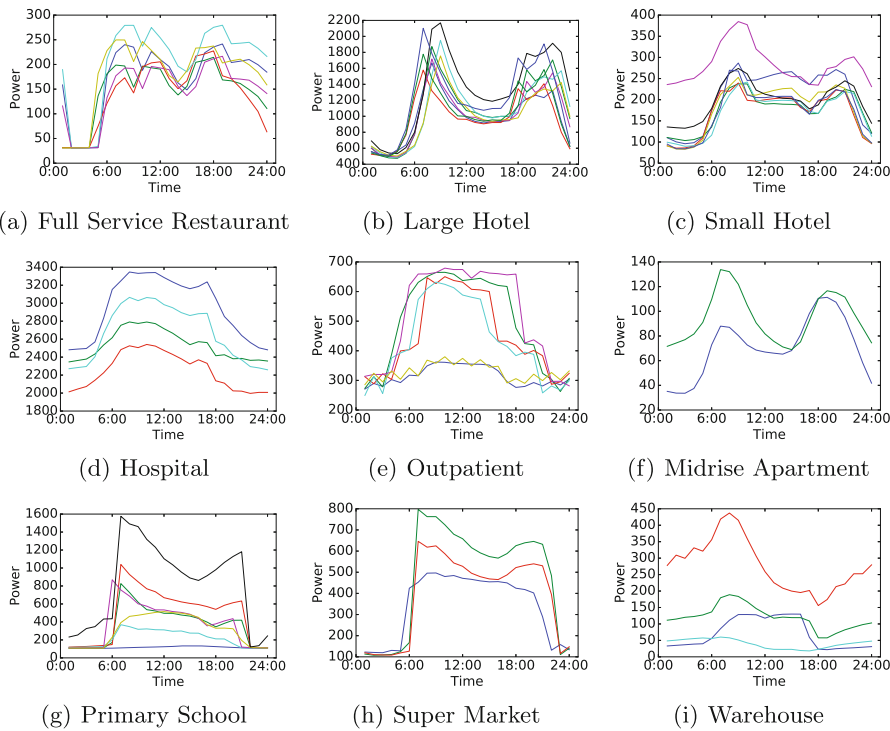 300
250
200
150
100
50
0
Power
0:00 6:00 12:00 18:00 24:00
Time
(a) Full Service Restaurant
2200
2000
1800
1600
1400
1200
1000
800
600
400
Power
0:00 6:00 12:00 18:00 24:00
Time
(b) Large Hotel
400
350
300
250
200
150
100
50
Power
0:00 6:00 12:00 18:00 24:00
Time
(c) Small Hotel
3400
3200
3000
2800
2600
2400
2200
2000
1800
Power
0:00 6:00 12:00 18:00 24:00
Time
(d) Hospital
700
600
500
400
300
200
Power
0:00 6:00 12:00 18:00 24:00
Time
(e) Outpatient
140
120
100
80
60
40
20
Power
0:00 6:00 12:00 18:00 24:00
Time
(f) Midrise Apartment
1600
1400
1200
1000
800
600
400
200
0
Power
0:00 6:00 12:00 18:00 24:00
Time
(g) Primary School
800
700
600
500
400
300
200
100
Power
0:00 6:00 12:00 18:00 24:00
Time
(h) Super Market
450
400
350
300
250
200
150
100
50
0
Power
0:00 6:00 12:00 18:00 24:00
Time
(i) Warehouse